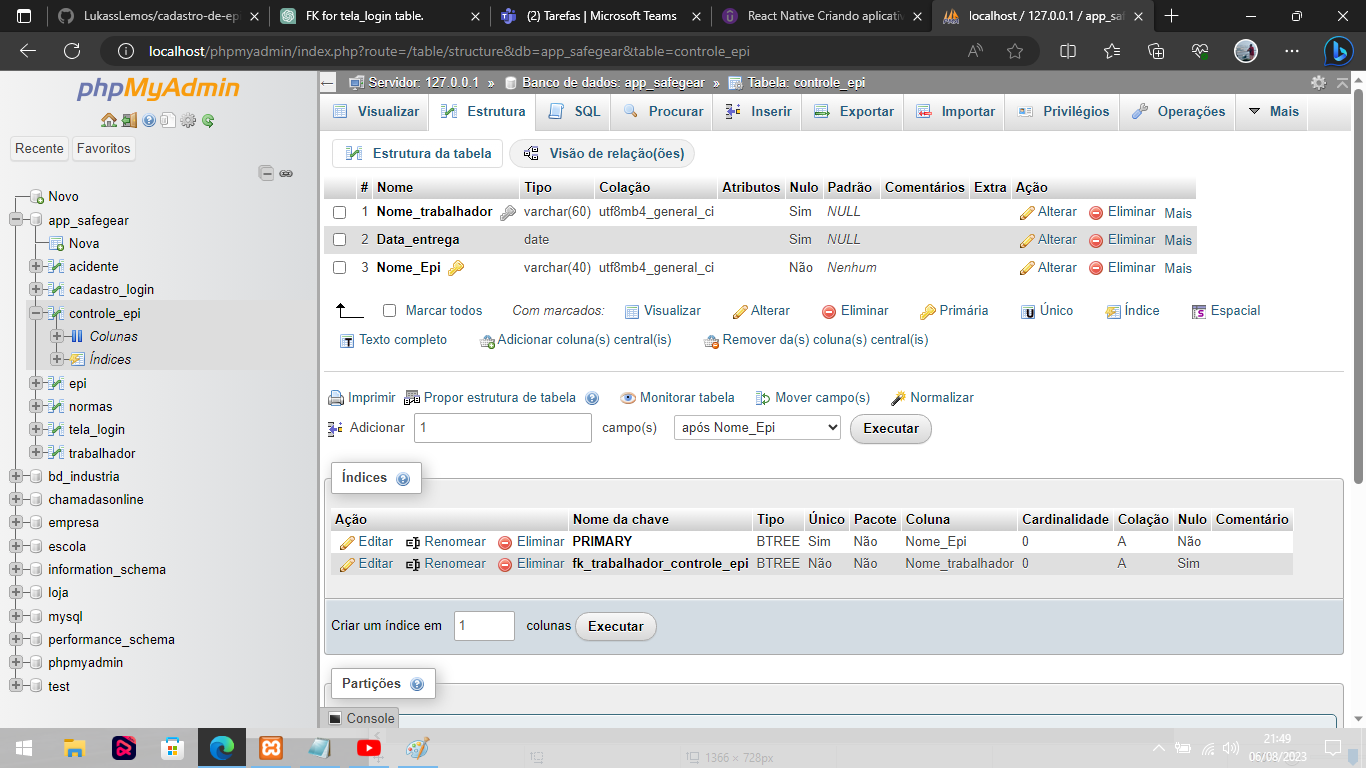 LukassLemos/cadastro-de-epi
FK for tela_login table.
(2) Tarefas | Microsoft Teams
React Native Criando aplicativ
localhost / 127.0.0.1 / app_saf
localhost/phpmyadmin/index.php?route=/table/structure&db=app_safegear&table=controle_epi
phpMyAdmin
Recente Favoritos
Novo
app_safegear
Nova
acidente
cadastro_login
controle_epi
Colunas
Índices
epi
normas
tela_login
trabalhador
bd_industria
chamadasonline
empresa
escola
information_schema
loja
mysql
performance_schema
phpmyadmin
test
Servidor: 127.0.0.1 » Banco de dados: app_safegear » Tabela: controle_epi
Visualizar Estrutura SQL Procurar Inserir Exportar Importar Privilégios Operações Mais
Estrutura da tabela Visão de relação(ões)
# Nome Tipo Colação Atributos Nulo Padrão Comentários Extra Ação
1 Nome_trabalhador varchar(60) utf8mb4_general_ci Sim NULL Alterar Eliminar Mais
2 Data_entrega date Sim NULL Alterar Eliminar Mais
3 Nome_Epi varchar(40) utf8mb4_general_ci Não Nenhum Alterar Eliminar Mais
Marcar todos Com marcados: Visualizar Alterar Eliminar Primária Único Índice Espacial
Texto completo Adicionar coluna(s) central(is) Remover da(s) coluna(s) central(is)
Imprimir Propor estrutura de tabela Monitorar tabela Mover campo(s) Normalizar
Adicionar 1 campo(s) após Nome_Epi Executar
Índices
Ação Nome da chave Tipo Único Pacote Coluna Cardinalidade Colação Nulo Comentário
Editar Renomear Eliminar PRIMARY BTREE Sim Não Nome_Epi 0 A Não
Editar Renomear Eliminar fk_trabalhador_controle_epi BTREE Não Não Nome_trabalhador 0 A Sim
Criar um índice em 1 colunas Executar
Partições
Console
1366 × 728px
21:49
06/08/2023